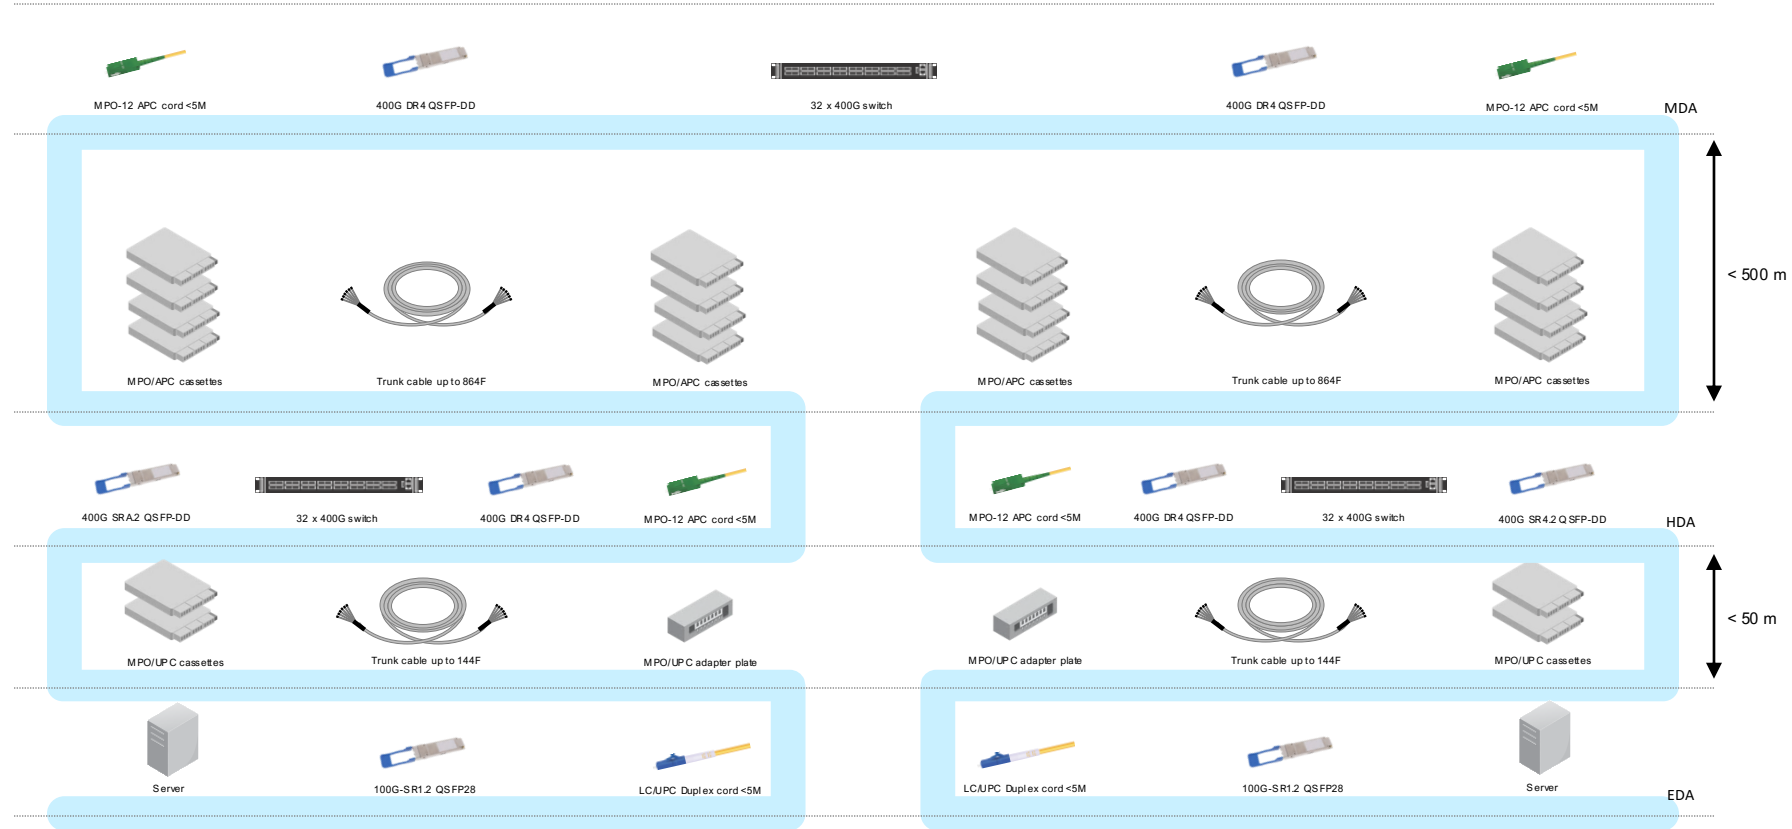 MPO-12 APC cord <5M
400G DR4 QSFP-DD
32 x 400G switch
400G DR4 QSFP-DD
MPO-12 APC cord <5M
MDA
< 500 m
MPO/APC cassettes
Trunk cable up to 864F
MPO/APC cassettes
MPO/APC cassettes
Trunk cable up to 864F
MPO/APC cassettes
400G SRA.2 QSFP-DD
32 x 400G switch
400G DR4 QSFP-DD
MPO-12 APC cord <5M
MPO-12 APC cord <5M
400G DR4 QSFP-DD
32 x 400G switch
400G SR4.2 QSFP-DD
HDA
< 50 m
MPO/UPC cassettes
Trunk cable up to 144F
MPO/UPC adapter plate
MPO/UPC adapter plate
Trunk cable up to 144F
MPO/UPC cassettes
Server
100G-SR1.2 QSFP28
LC/UPC Duplex cord <5M
LC/UPC Duplex cord <5M
100G-SR1.2 QSFP28
Server
EDA